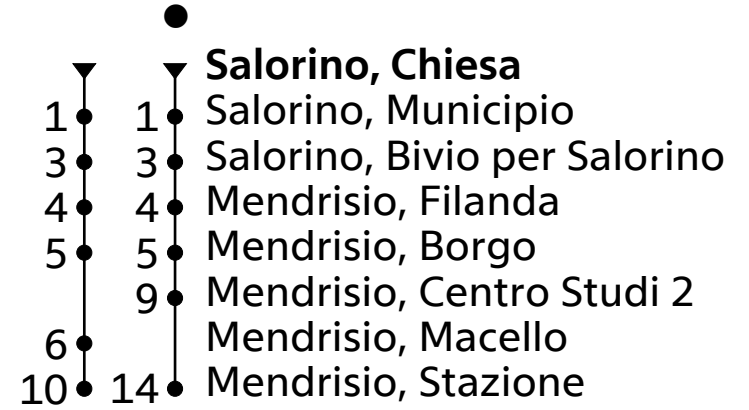 Salorino, Chiesa
1 1 Salorino, Municipio
3 3 Salorino, Bivio per Salorino
4 4 Mendrisio, Filanda
5 5 Mendrisio, Borgo
9 Mendrisio, Centro Studi 2
6 Mendrisio, Macello
10 14 Mendrisio, Stazione